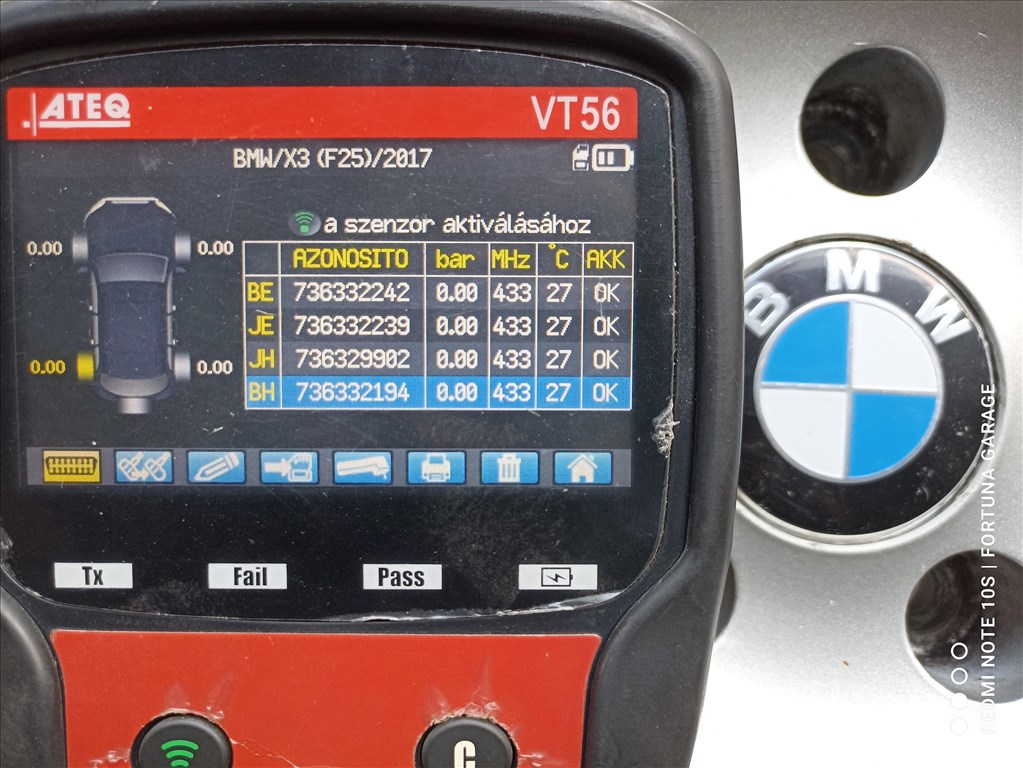 ATEQ
VT56
BMW/X3 (F25)/2017
a szenzor aktiválásához
0.00 0.00
0.00 0.00
AZONOSITO bar MHz °C AKK
BE 736332242 0.00 433 27 OK
JE 736332239 0.00 433 27 OK
JH 736329902 0.00 433 27 OK
BH 736332194 0.00 433 27 OK
Tx Fail Pass
C
BMW
REDMI NOTE 10S | FORTUNA GARAGE